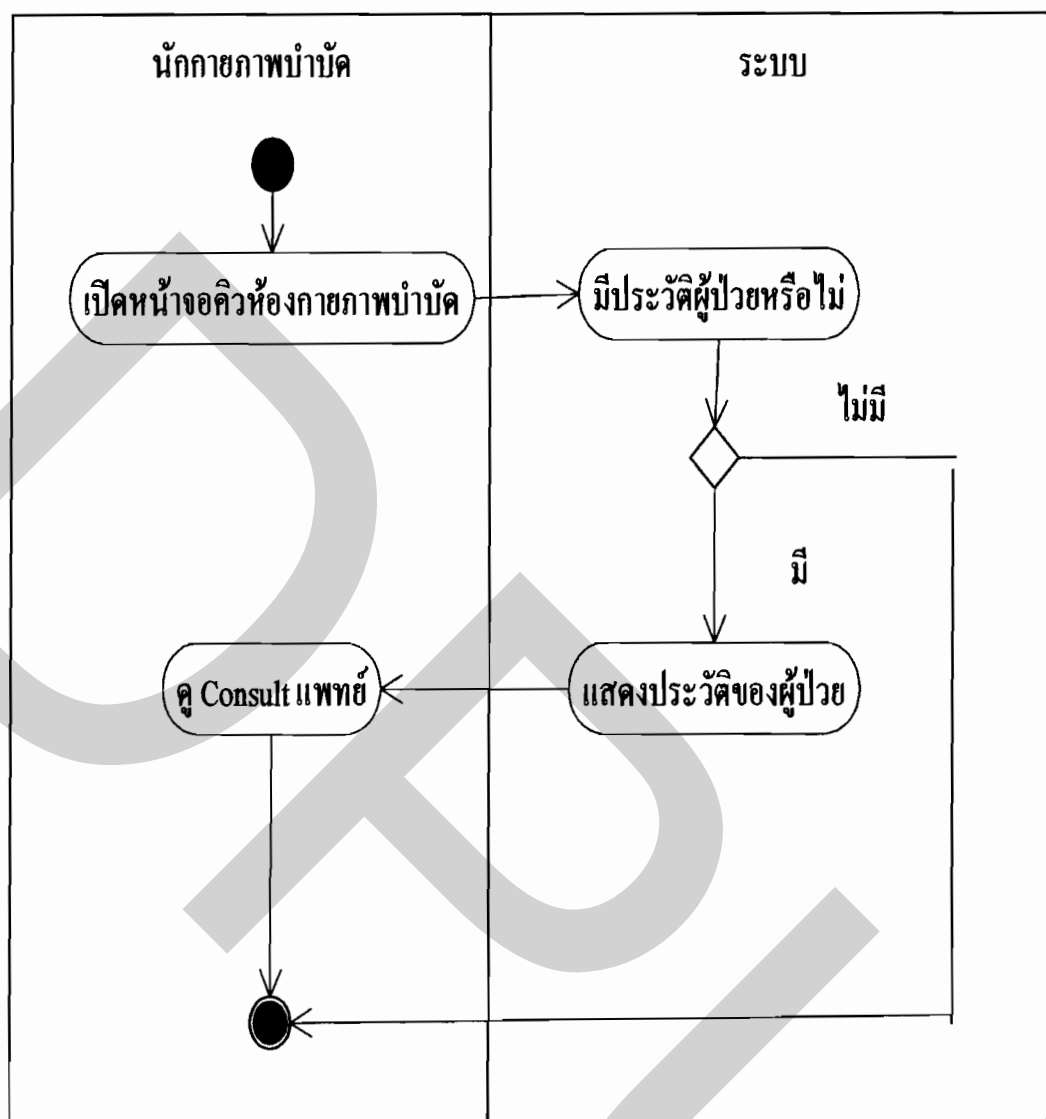 นักกายภาพบำบัด
ระบบ
เปิดหน้าจอคิวห้องกายภาพบำบัด
มีประวัติผู้ป่วยหรือไม่
ไม่มี
มี
ดู Consult แพทย์
แสดงประวัติของผู้ป่วย